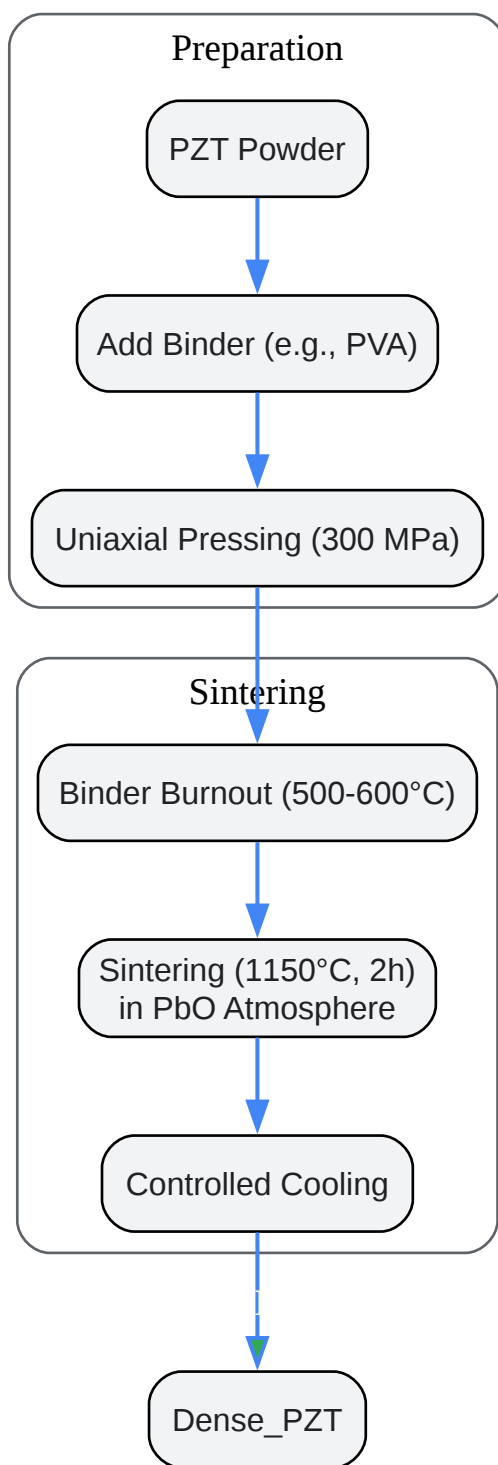 Preparation
PZT Powder
Add Binder (e.g., PVA)
Uniaxial Pressing (300 MPa)
Sintering
Binder Burnout (500-600°C)
Sintering (1150°C, 2h)
in PbO Atmosphere
Controlled Cooling
Dense_PZT